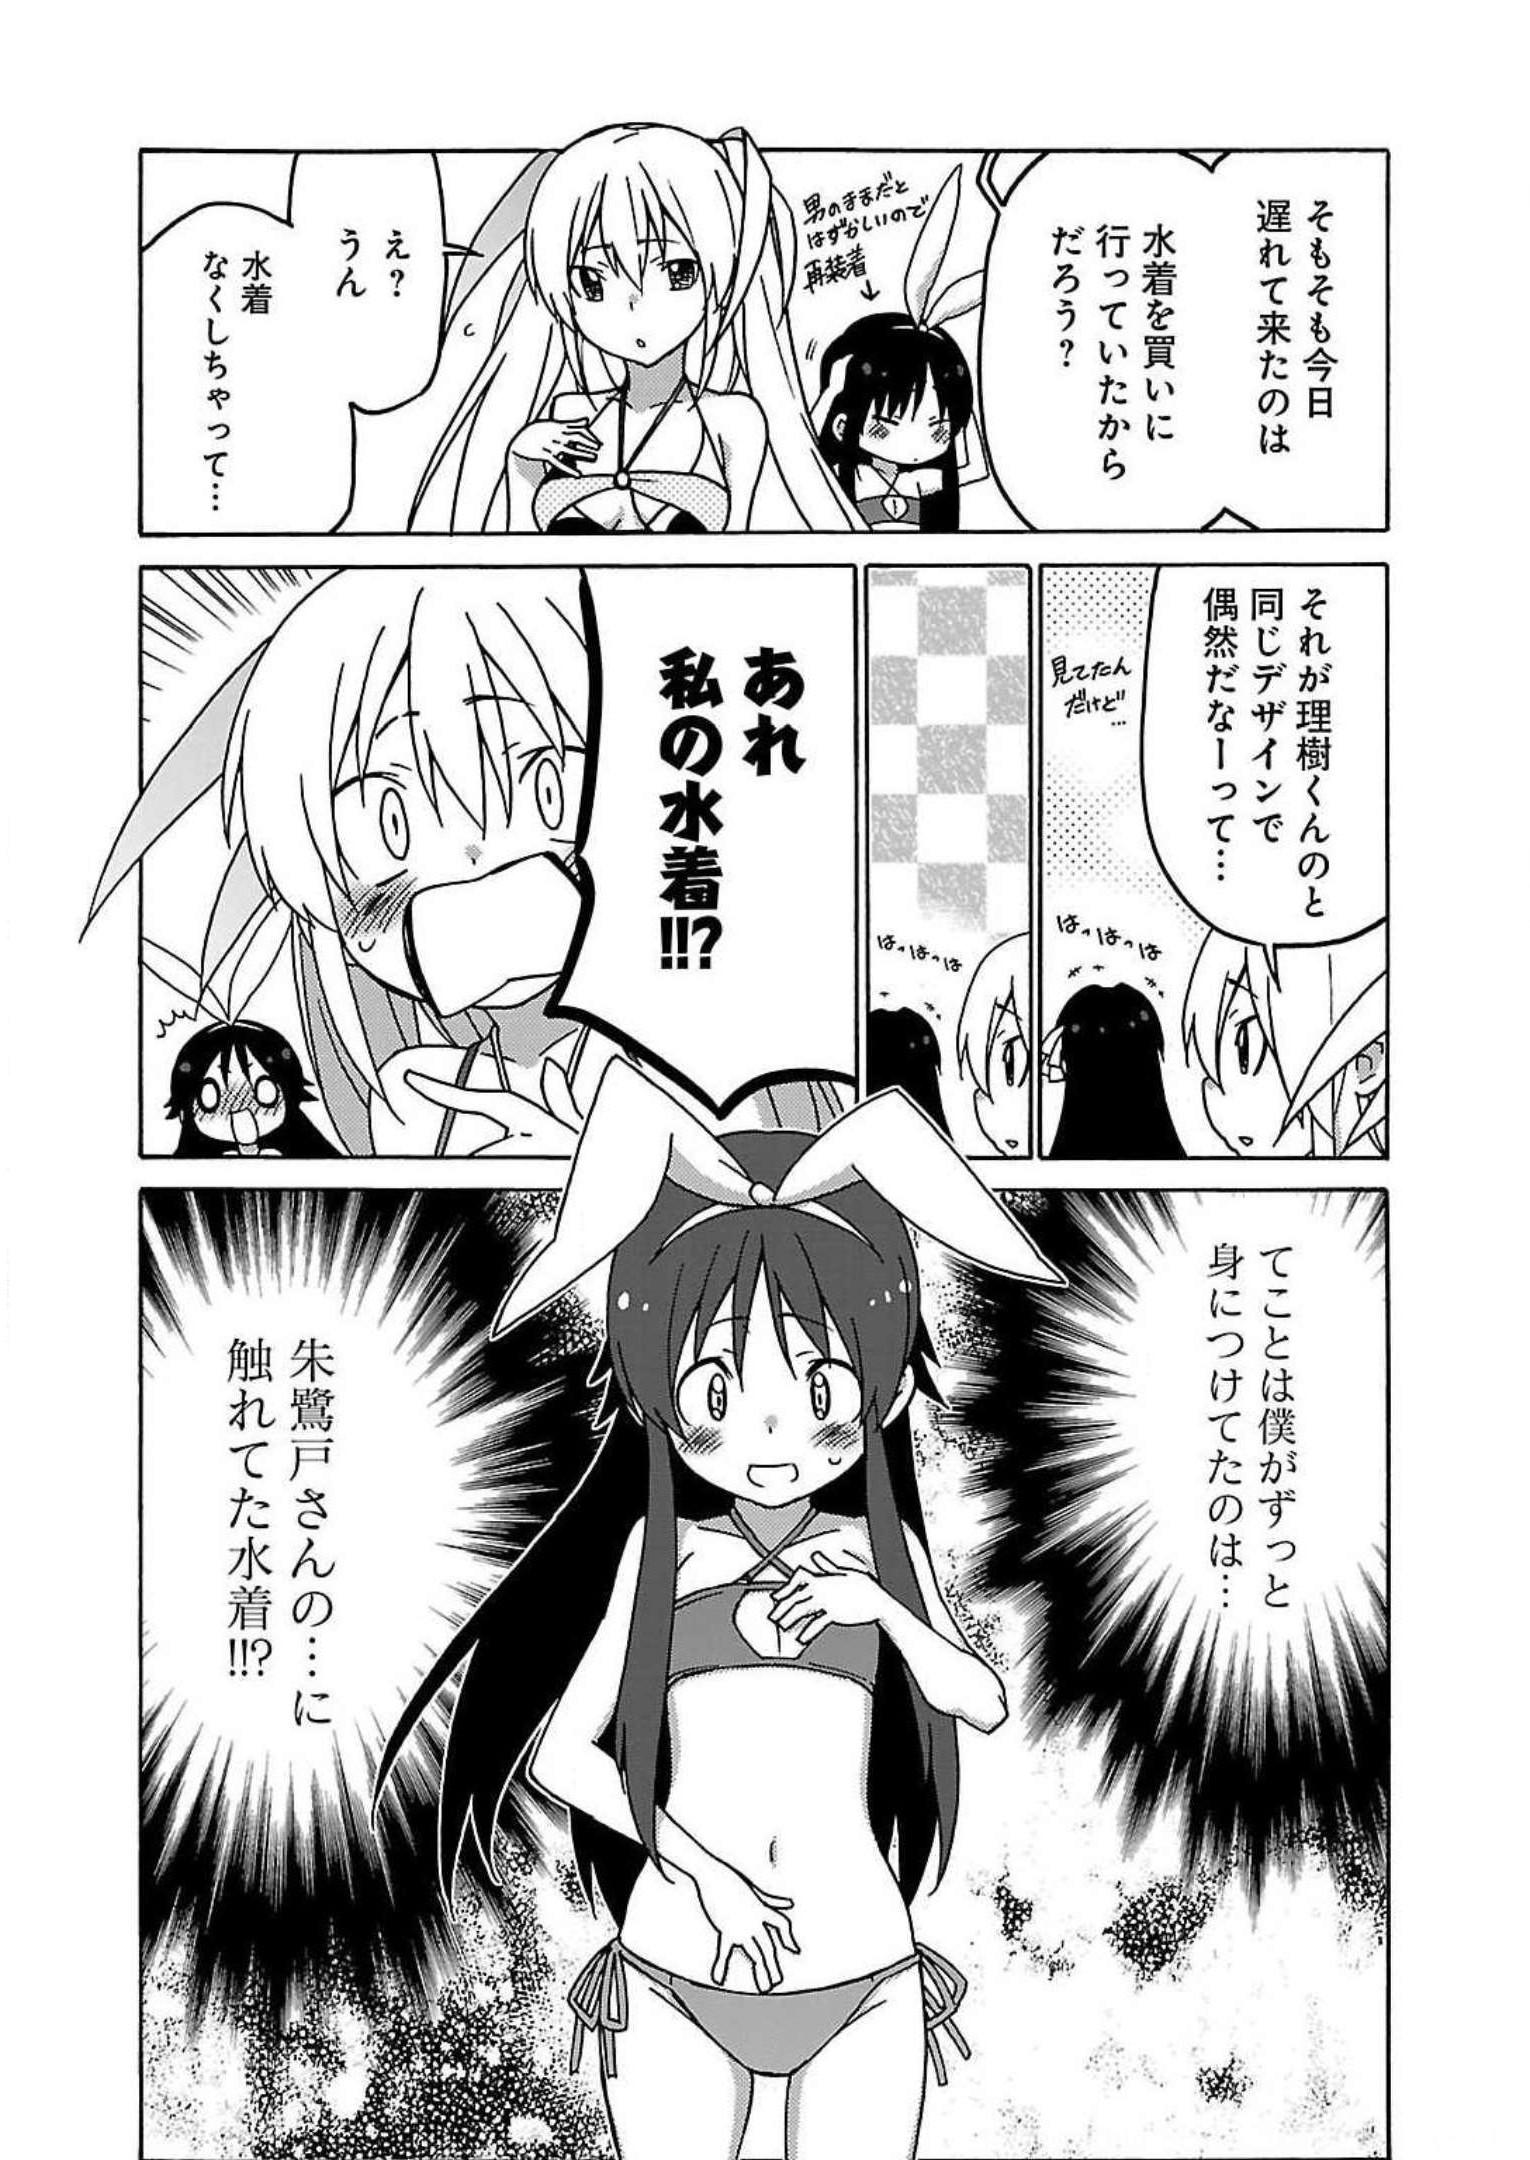 そもそも今日
遅れて来たのは
水着を買いに
行っていたから
だろう？
男のままだと
はずかしいので
再装着
え？
うん
水着
なくしちゃって…
それが理樹くんのと
同じデザインで
偶然だなーって…
見てたん
だけど…
はっはっは
はっはっは
あれ
私の水着!!?
てことは僕がずっと
身につけてたのは…
朱鷺戸さんの…に
触れてた水着!!?